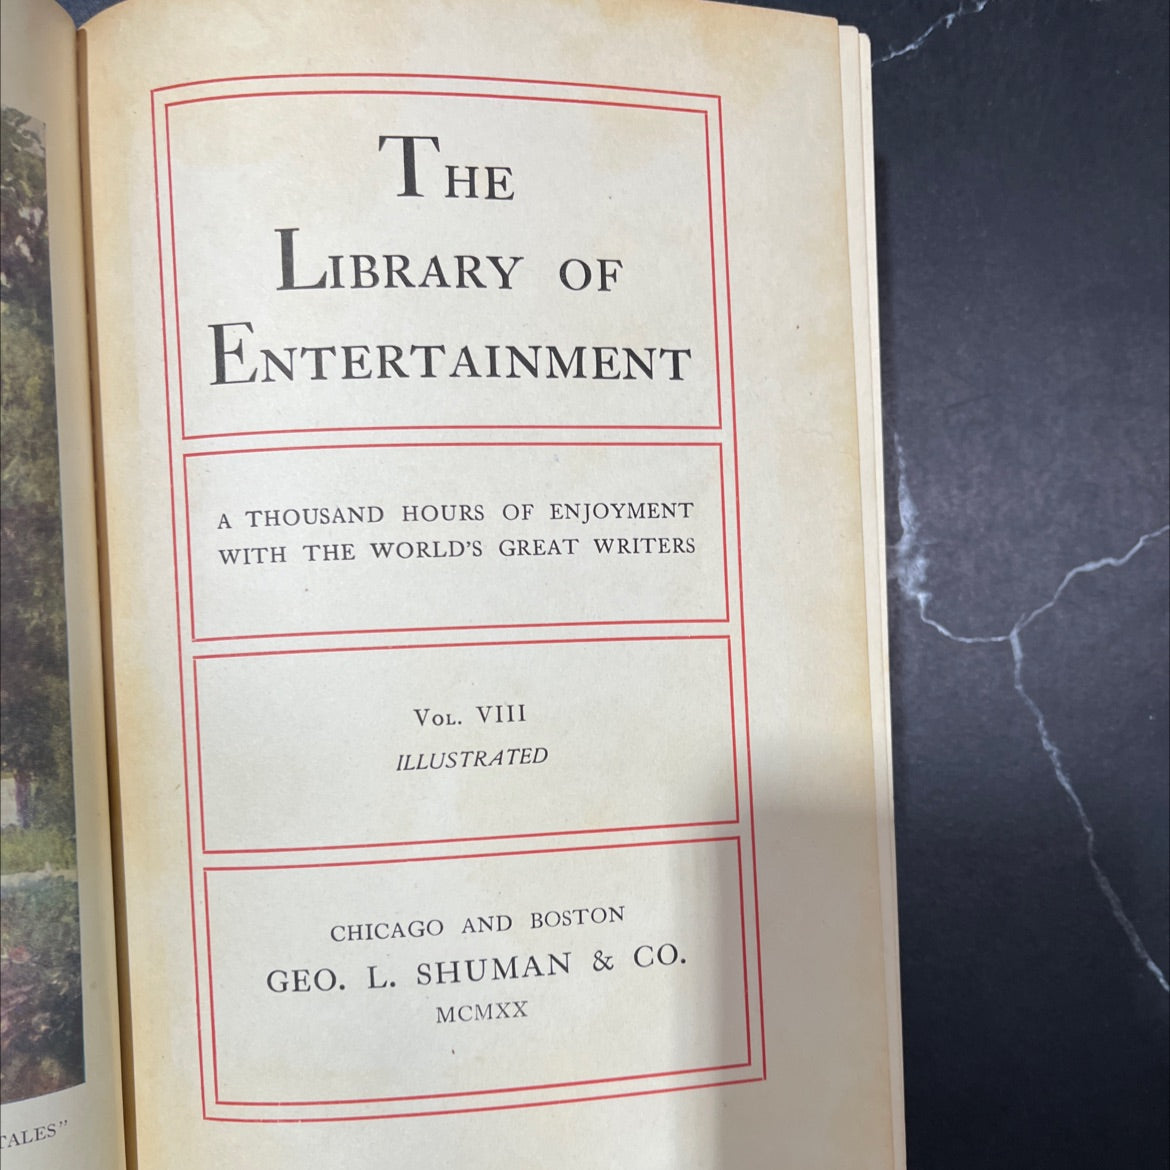 THE
LIBRARY OF
ENTERTAINMENT
A THOUSAND HOURS OF ENJOYMENT
WITH THE WORLD'S GREAT WRITERS
VOL. VIII
ILLUSTRATED
CHICAGO AND BOSTON
GEO. L. SHUMAN & CO.
MCMXX
TALES"